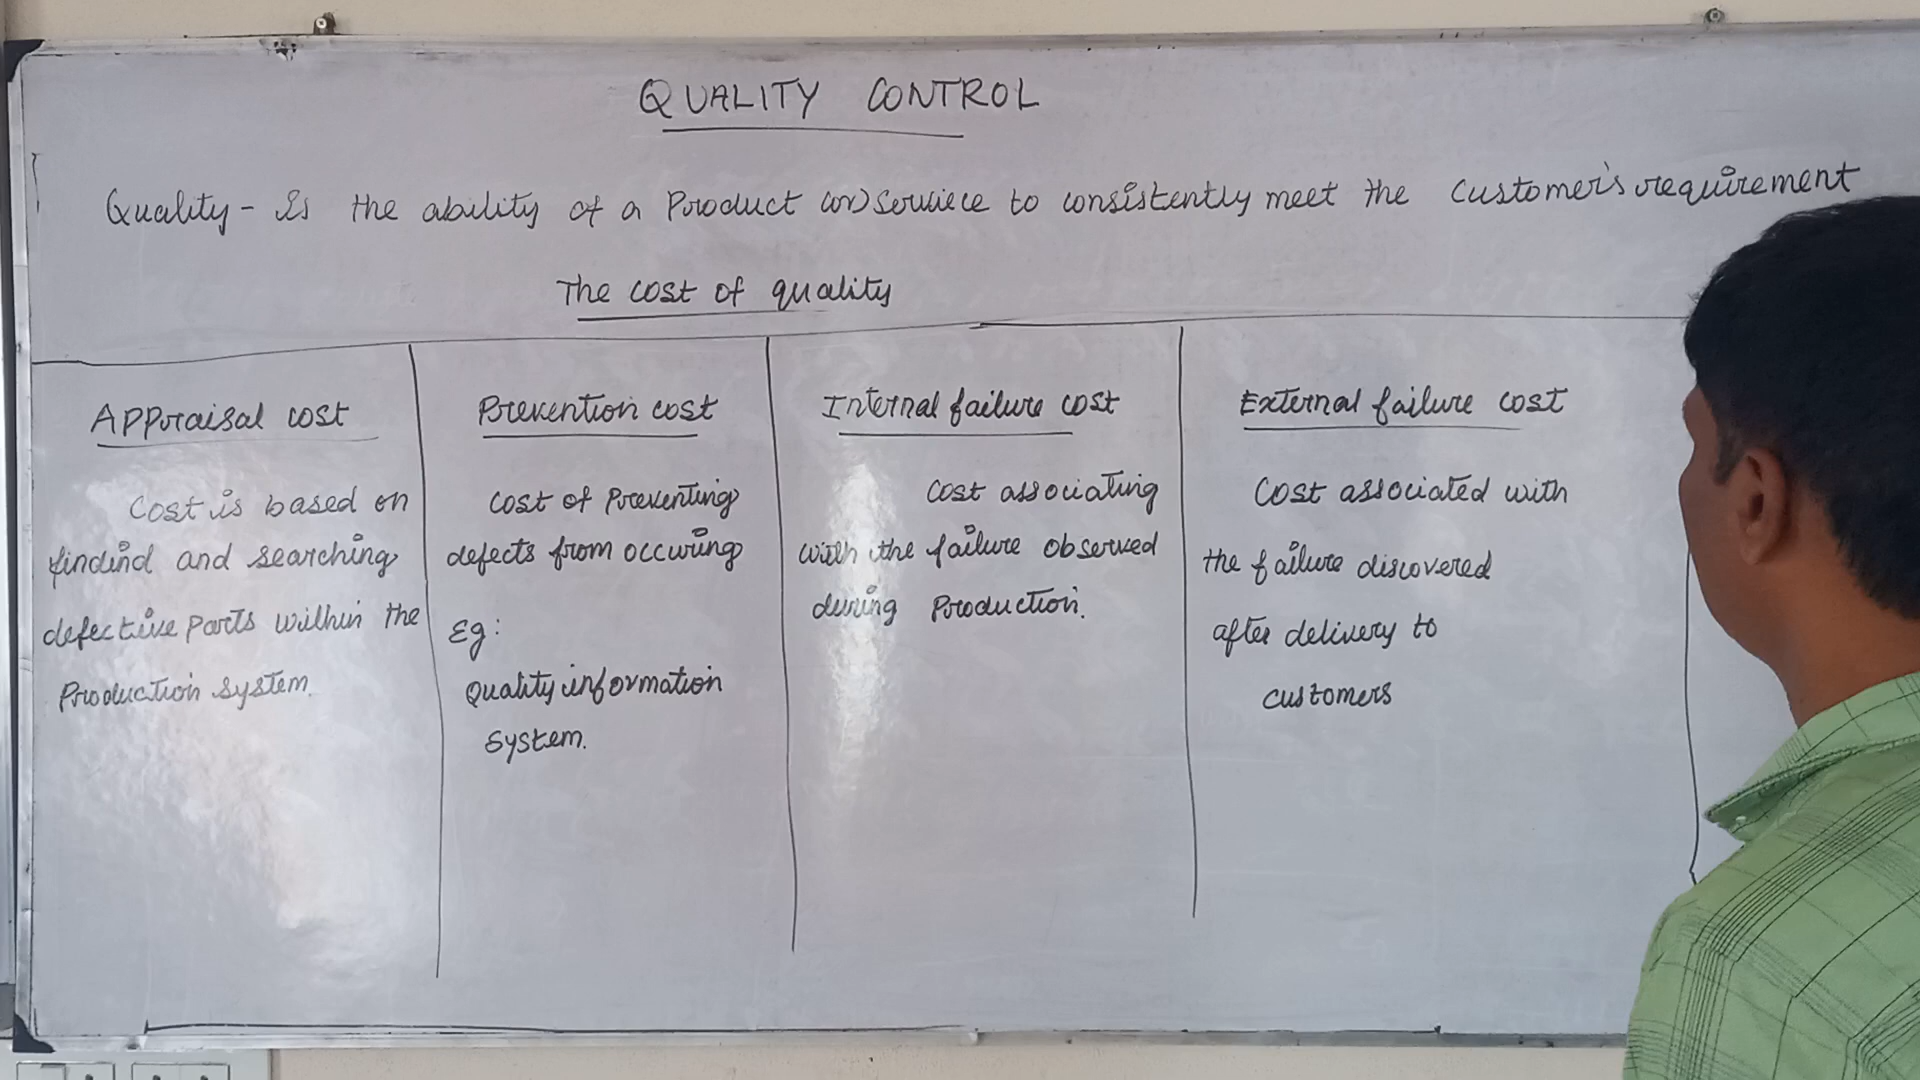 QUALITY CONTROL
Quality - Is the ability of a Product (or) Serviece to consistently meet the customer's requirement
The cost of quality
Appraisal cost
Cost is based on
findind and searching
defective parts within the
Production system.
Prevention cost
Cost of Preventing
defects from occuring
Eg:
Quality information
System.
Internal failure cost
Cost associating
with the failure observed
during Production.
External failure cost
Cost associated with
the failure discovered
after delivery to
customers